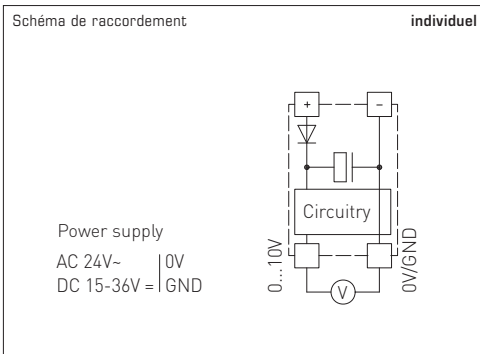 Schéma de raccordement individuel
+ −
Circuitry
Power supply
AC 24V~ 0V
DC 15-36V = GND
0...10V
V
0V/GND